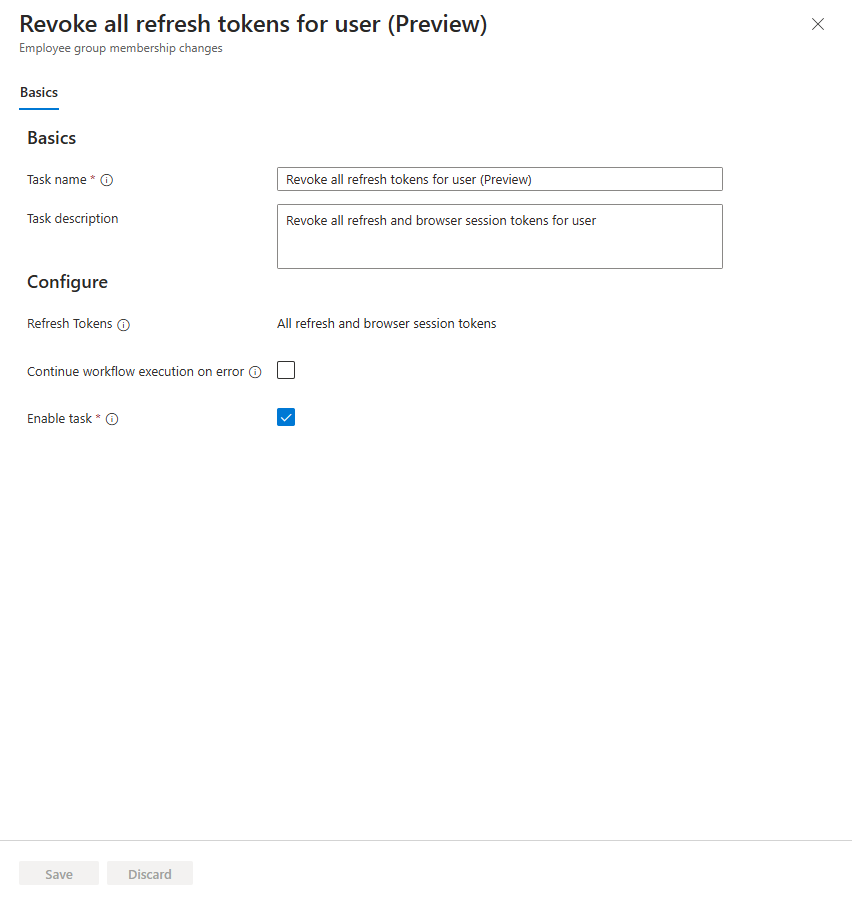 Revoke all refresh tokens for user (Preview)
Employee group membership changes
Basics
Basics
Task name *
Revoke all refresh tokens for user (Preview)
Task description
Revoke all refresh and browser session tokens for user
Configure
Refresh Tokens
All refresh and browser session tokens
Continue workflow execution on error
Enable task *
Save
Discard